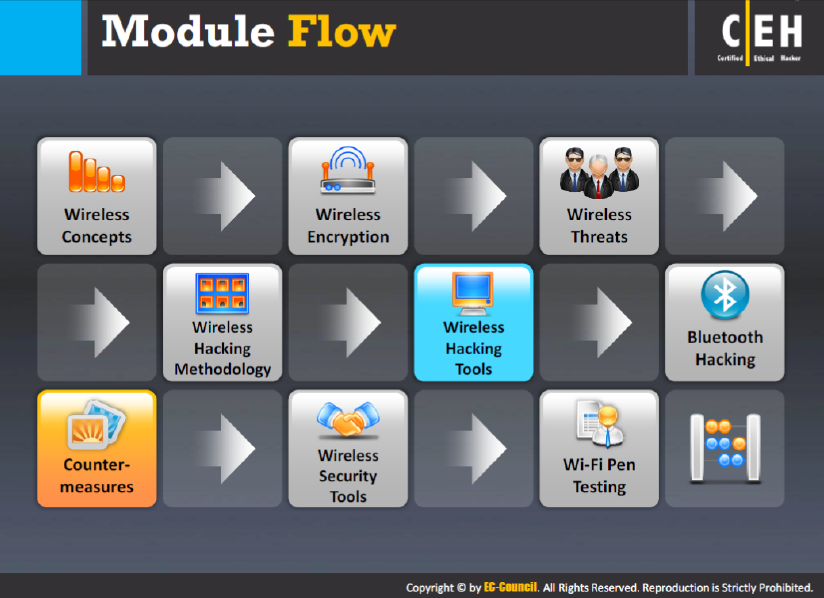 Module Flow
CEH
Certified Ethical Hacker
Wireless
Concepts
Wireless
Encryption
Wireless
Threats
Wireless
Hacking
Methodology
Wireless
Hacking
Tools
Bluetooth
Hacking
Counter-
measures
Wireless
Security
Tools
Wi-Fi Pen
Testing
Copyright © by EC-Council. All Rights Reserved. Reproduction is Strictly Prohibited.